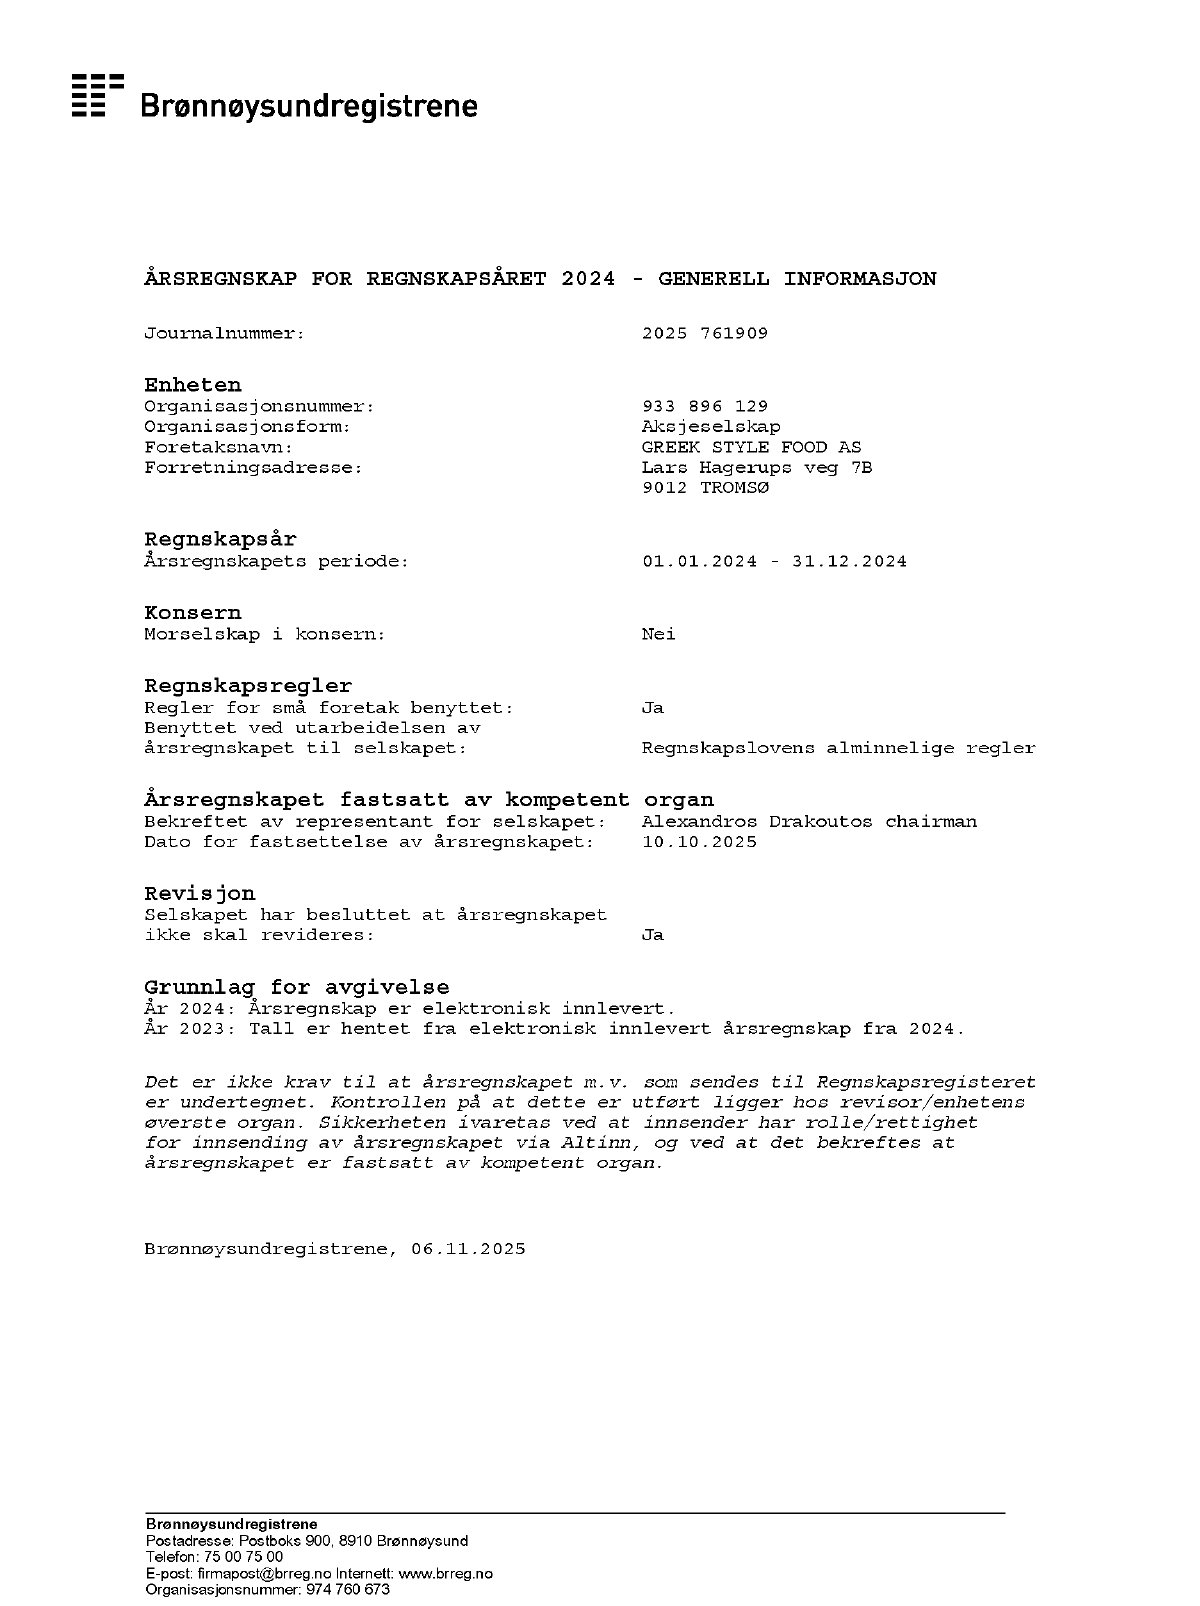 Brønnøysundregistrene
ÅRSREGNSKAP FOR REGNSKAPSÅRET 2024 - GENERELL INFORMASJON
Journalnummer: 2025 761909
Enheten
Organisasjonsnummer: 933 896 129
Organisasjonsform: Aksjeselskap
Foretaksnavn: GREEK STYLE FOOD AS
Forretningsadresse: Lars Hagerups veg 7B
9012 TROMSØ
Regnskapsår
Årsregnskapets periode: 01.01.2024 - 31.12.2024
Konsern
Morselskap i konsern: Nei
Regnskapsregler
Regler for små foretak benyttet: Ja
Benyttet ved utarbeidelsen av
årsregnskapet til selskapet: Regnskapslovens alminnelige regler
Årsregnskapet fastsatt av kompetent organ
Bekreftet av representant for selskapet: Alexandros Drakoutos chairman
Dato for fastsettelse av årsregnskapet: 10.10.2025
Revisjon
Selskapet har besluttet at årsregnskapet
ikke skal revideres: Ja
Grunnlag for avgivelse
År 2024: Årsregnskap er elektronisk innlevert.
År 2023: Tall er hentet fra elektronisk innlevert årsregnskap fra 2024.
Det er ikke krav til at årsregnskapet m.v. som sendes til Regnskapsregisteret
er undertegnet. Kontrollen på at dette er utført ligger hos revisor/enhetens
øverste organ. Sikkerheten ivaretas ved at innsender har rolle/rettighet
for innsending av årsregnskapet via Altinn, og ved at det bekreftes at
årsregnskapet er fastsatt av kompetent organ.
Brønnøysundregistrene, 06.11.2025
Brønnøysundregistrene
Postadresse: Postboks 900, 8910 Brønnøysund
Telefon: 75 00 75 00
E-post: firmapost@brreg.no Internett: www.brreg.no
Organisasjonsnummer: 974 760 673